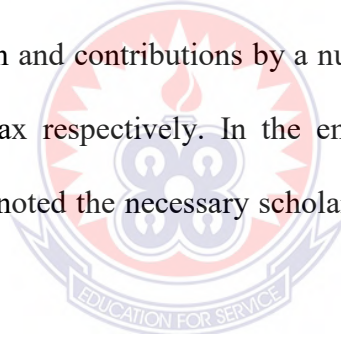 n and contributions by a nu
ax respectively. In the en
noted the necessary schola
EDUCATION FOR SERVICE